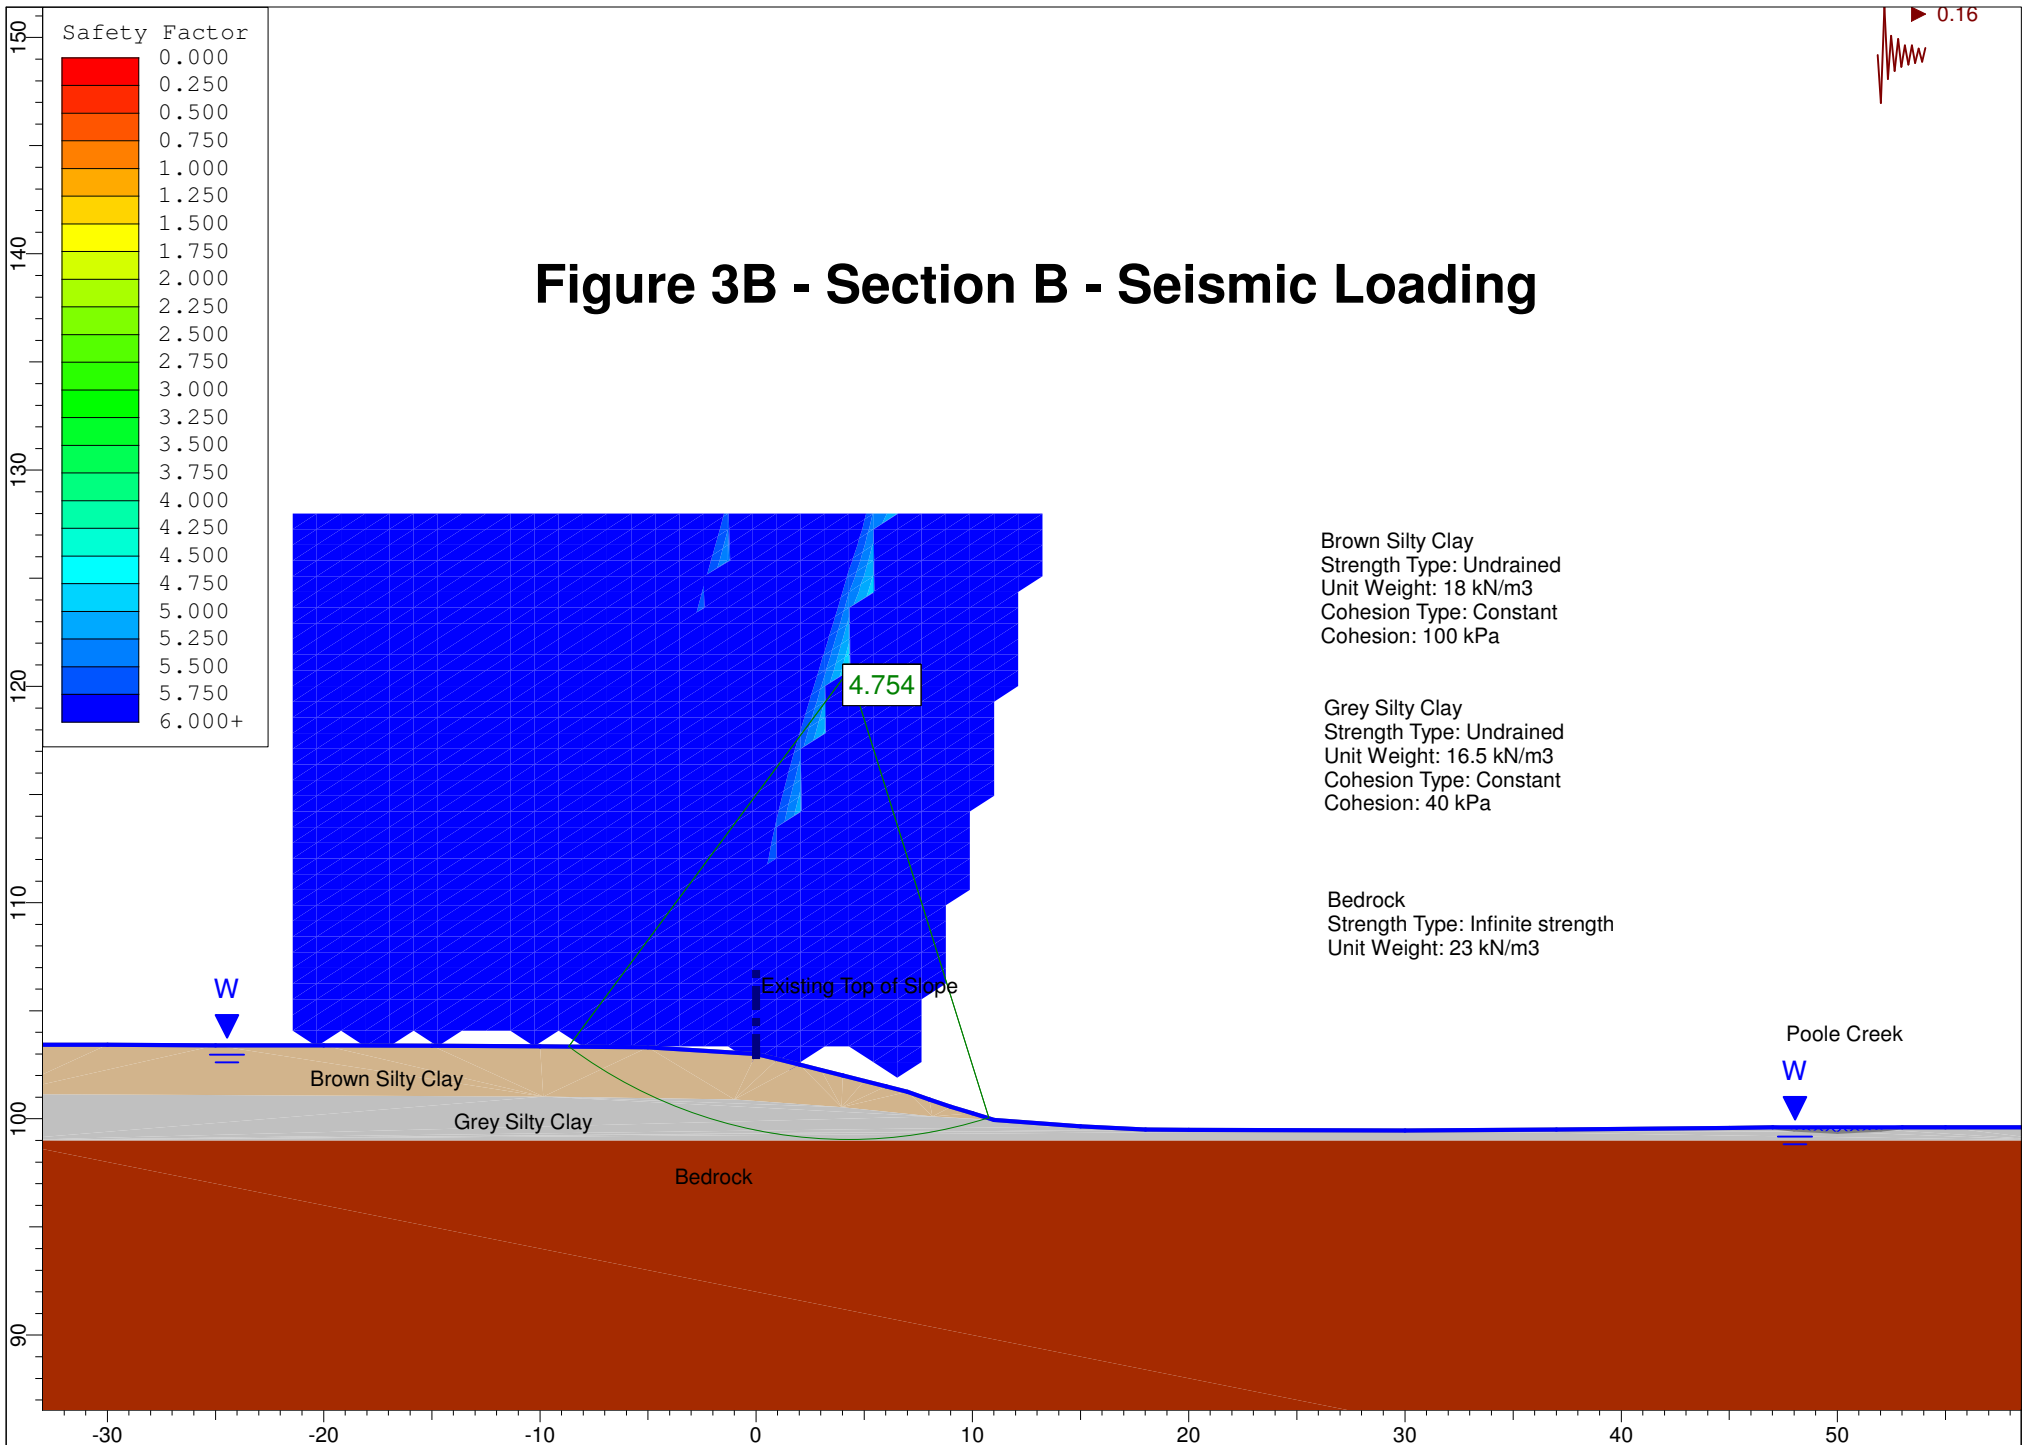 Safety Factor
0.000
0.250
0.500
0.750
1.000
1.250
1.500
1.750
2.000
2.250
2.500
2.750
3.000
3.250
3.500
3.750
4.000
4.250
4.500
4.750
5.000
5.250
5.500
5.750
6.000+
0.16
Figure 3B - Section B - Seismic Loading
Brown Silty Clay
Strength Type: Undrained
Unit Weight: 18 kN/m3
Cohesion Type: Constant
Cohesion: 100 kPa
Grey Silty Clay
Strength Type: Undrained
Unit Weight: 16.5 kN/m3
Cohesion Type: Constant
Cohesion: 40 kPa
Bedrock
Strength Type: Infinite strength
Unit Weight: 23 kN/m3
4.754
Existing Top of Slope
W
Poole Creek
W
Brown Silty Clay
Grey Silty Clay
Bedrock
150
140
130
120
110
100
90
-30
-20
-10
0
10
20
30
40
50